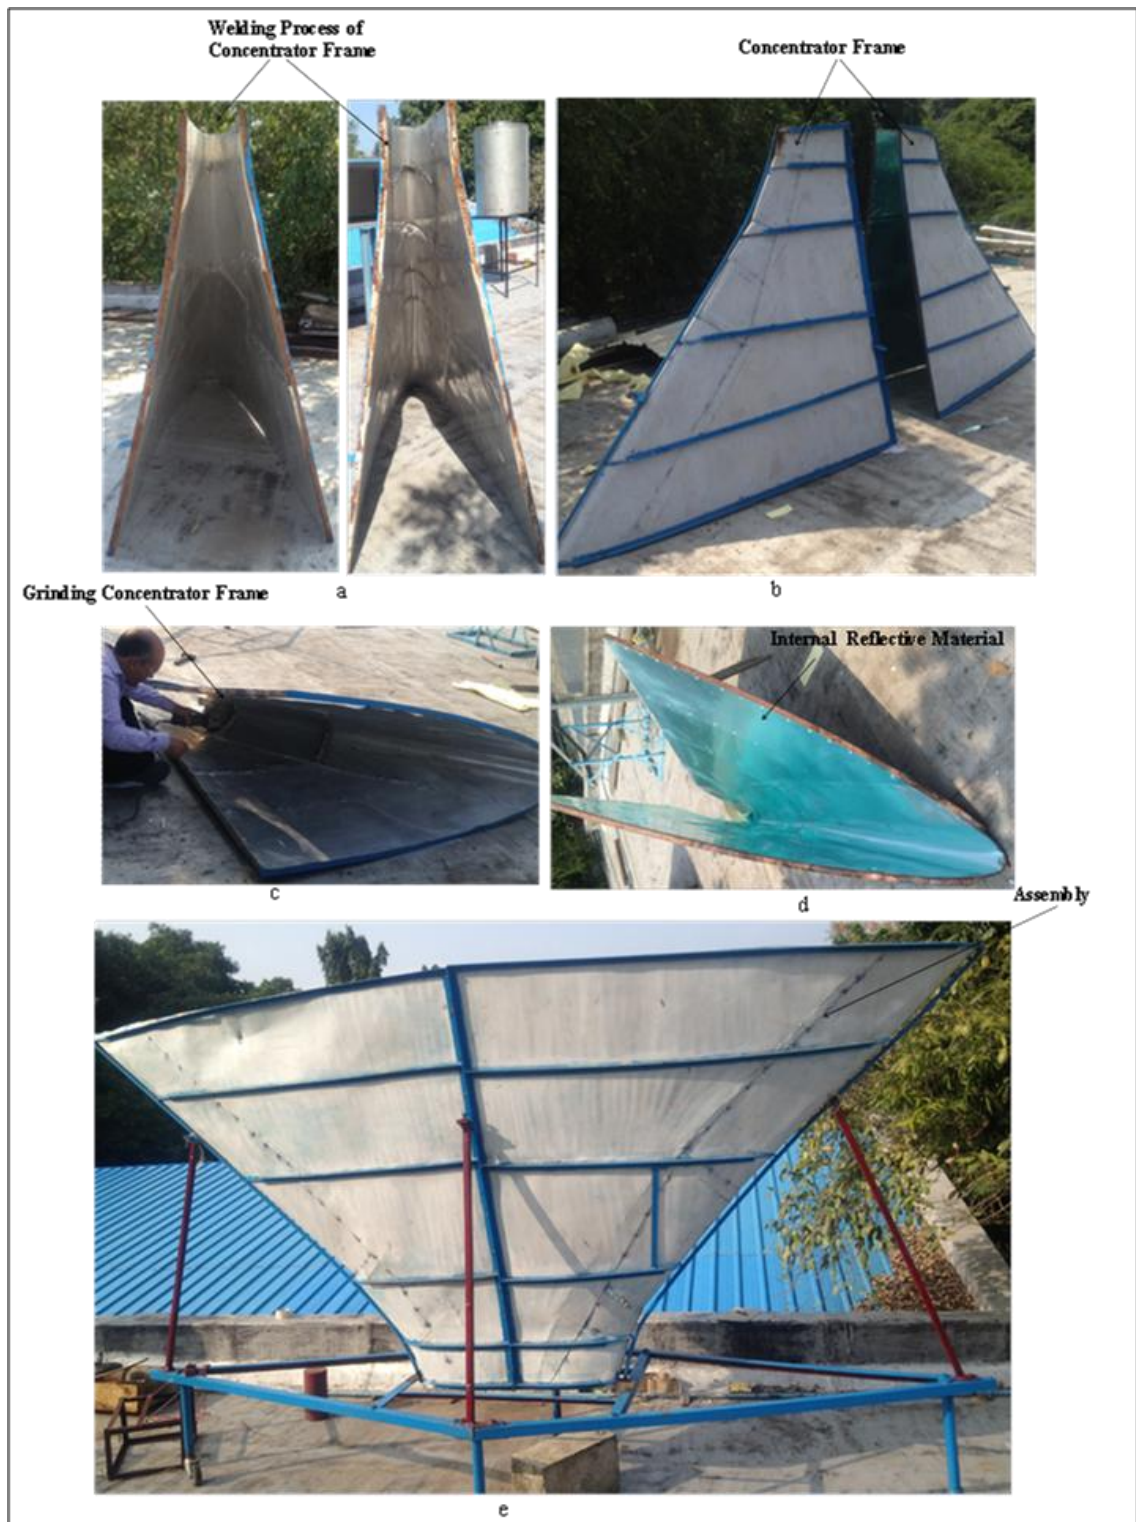 Welding Process of
Concentrator Frame
Concentrator Frame
a
b
Grinding Concentrator Frame
Internal Reflective Material
c
d
Assembly
e